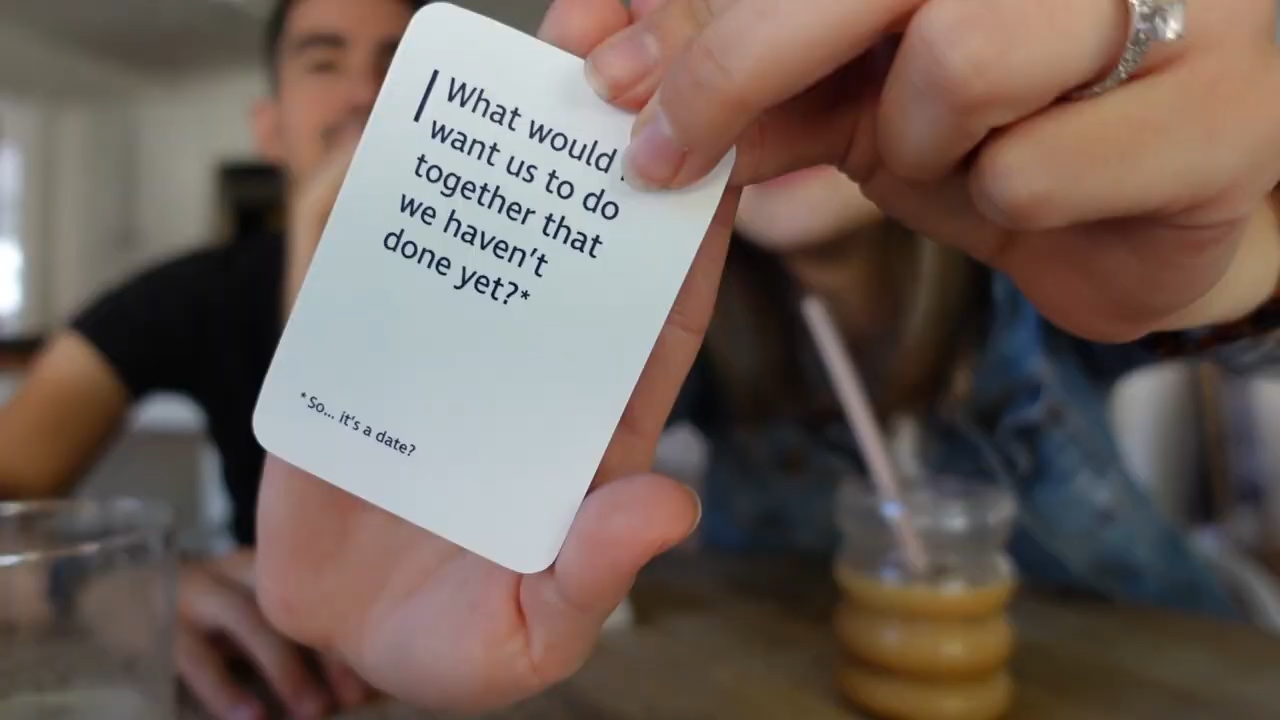 What would
want us to do
together that
we haven't
done yet?*
*So... it's a date?